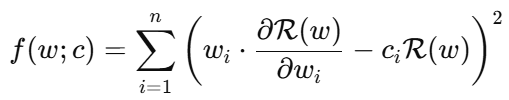 f(w; c) = \sum_{i=1}^{n} \left( w_i \cdot \frac{\partial \mathcal{R}(w)}{\partial w_i} - c_i \mathcal{R}(w) \right)^2